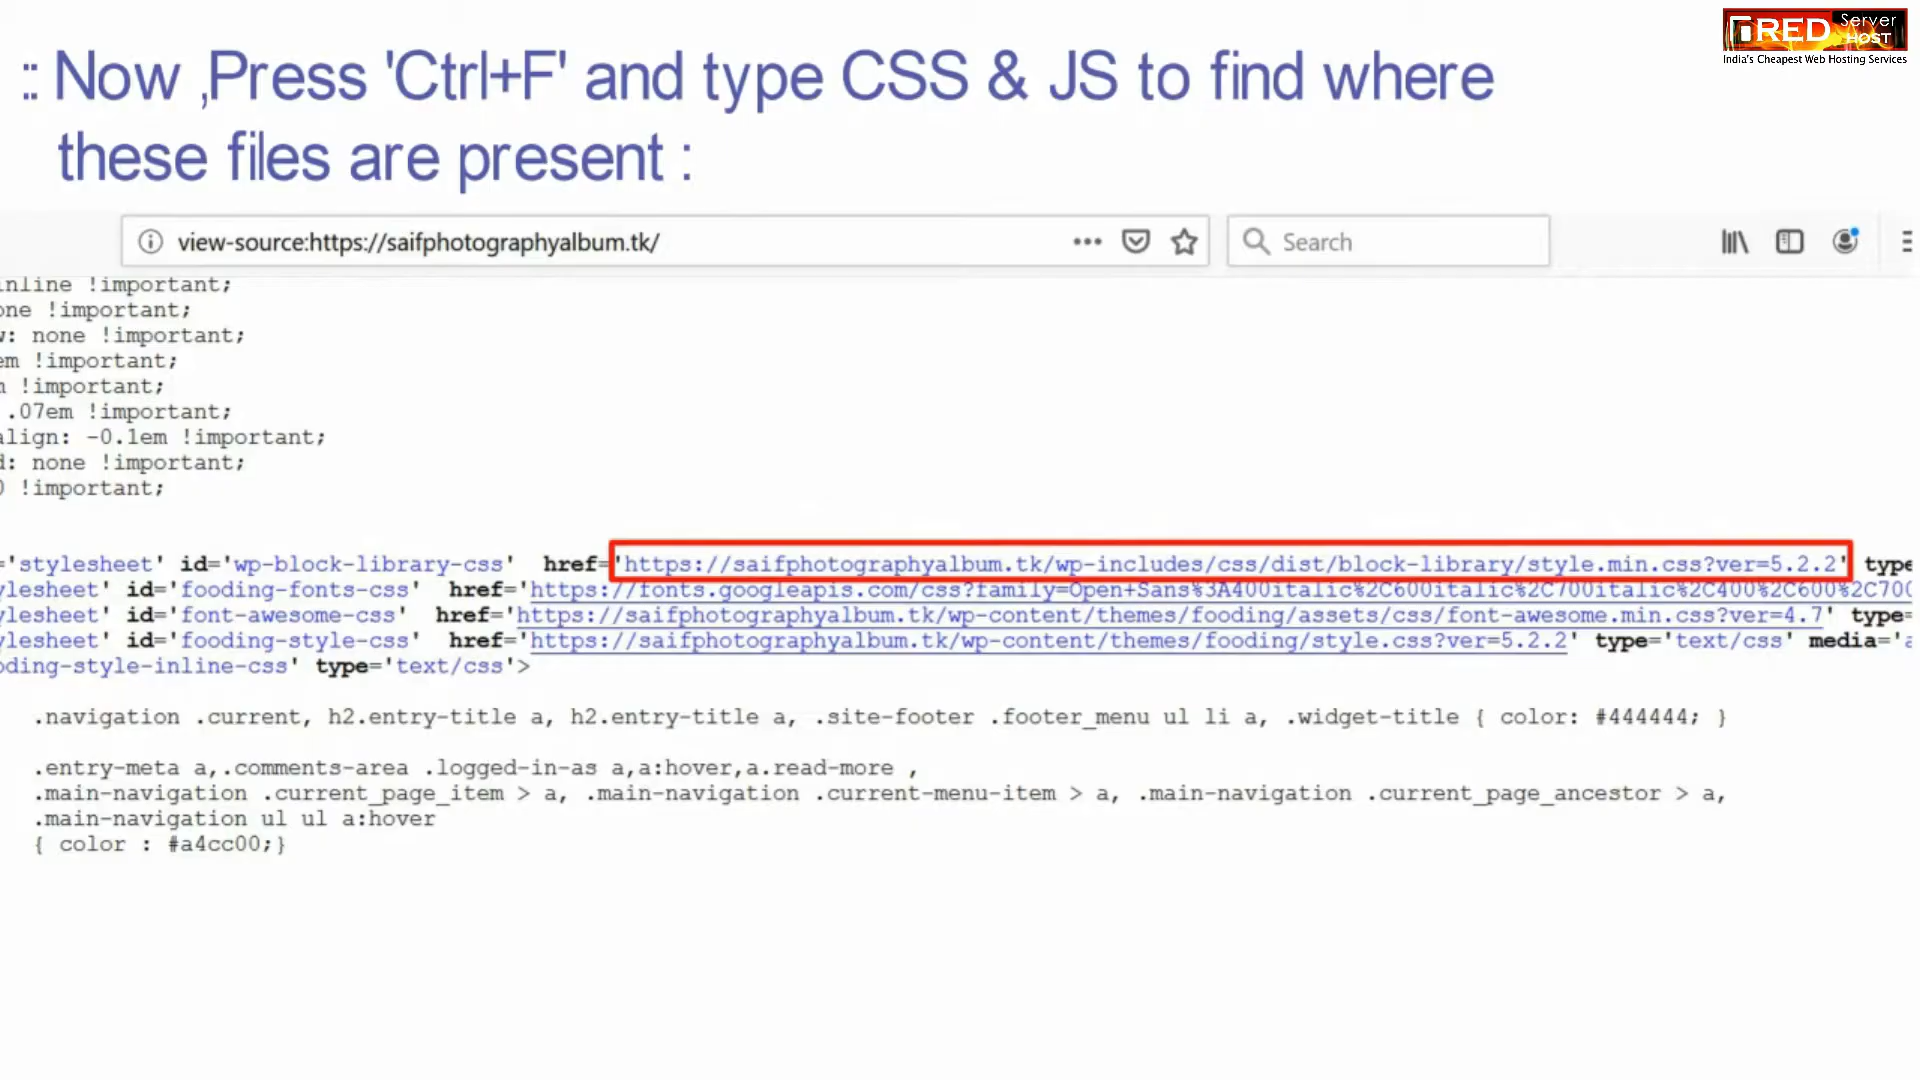 RED Server
HOST
India's Cheapest Web Hosting Services
:: Now ,Press 'Ctrl+F' and type CSS & JS to find where
these files are present :
view-source:https://saifphotographyalbum.tk/
Search
inline !important;
one !important;
w: none !important;
em !important;
m !important;
.07em !important;
align: -0.1em !important;
d: none !important;
0 !important;
='stylesheet' id='wp-block-library-css' href='https://saifphotographyalbum.tk/wp-includes/css/dist/block-library/style.min.css?ver=5.2.2' type
ylesheet' id='fooding-fonts-css' href='https://fonts.googleapis.com/css?family=Open+Sans%3A400italic%2C600italic%2C700italic%2C400%2C600%2C700
ylesheet' id='font-awesome-css' href='https://saifphotographyalbum.tk/wp-content/themes/fooding/assets/css/font-awesome.min.css?ver=4.7' type=
ylesheet' id='fooding-style-css' href='https://saifphotographyalbum.tk/wp-content/themes/fooding/style.css?ver=5.2.2' type='text/css' media='a
oding-style-inline-css' type='text/css'>
.navigation .current, h2.entry-title a, h2.entry-title a, .site-footer .footer_menu ul li a, .widget-title { color: #444444; }
.entry-meta a,.comments-area .logged-in-as a,a:hover,a.read-more ,
.main-navigation .current_page_item > a, .main-navigation .current-menu-item > a, .main-navigation .current_page_ancestor > a,
.main-navigation ul ul a:hover
{ color : #a4cc00;}